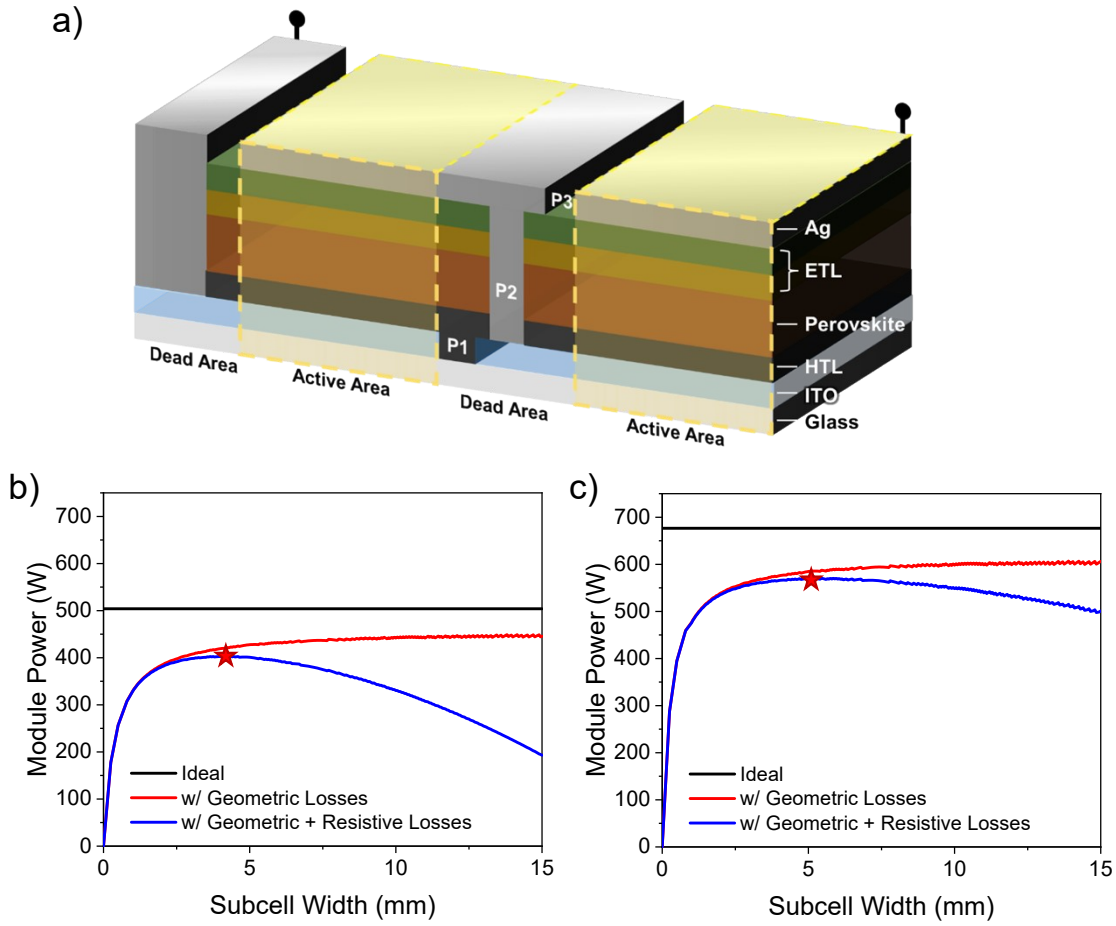 a)
P3
Ag
ETL
P2
Perovskite
P1
HTL
ITO
Glass
Dead Area
Active Area
Dead Area
Active Area
b)
Module Power (W)
700
600
500
400
300
200
100
0
Ideal
w/ Geometric Losses
w/ Geometric + Resistive Losses
0 5 10 15
Subcell Width (mm)
c)
Module Power (W)
700
600
500
400
300
200
100
0
Ideal
w/ Geometric Losses
w/ Geometric + Resistive Losses
0 5 10 15
Subcell Width (mm)